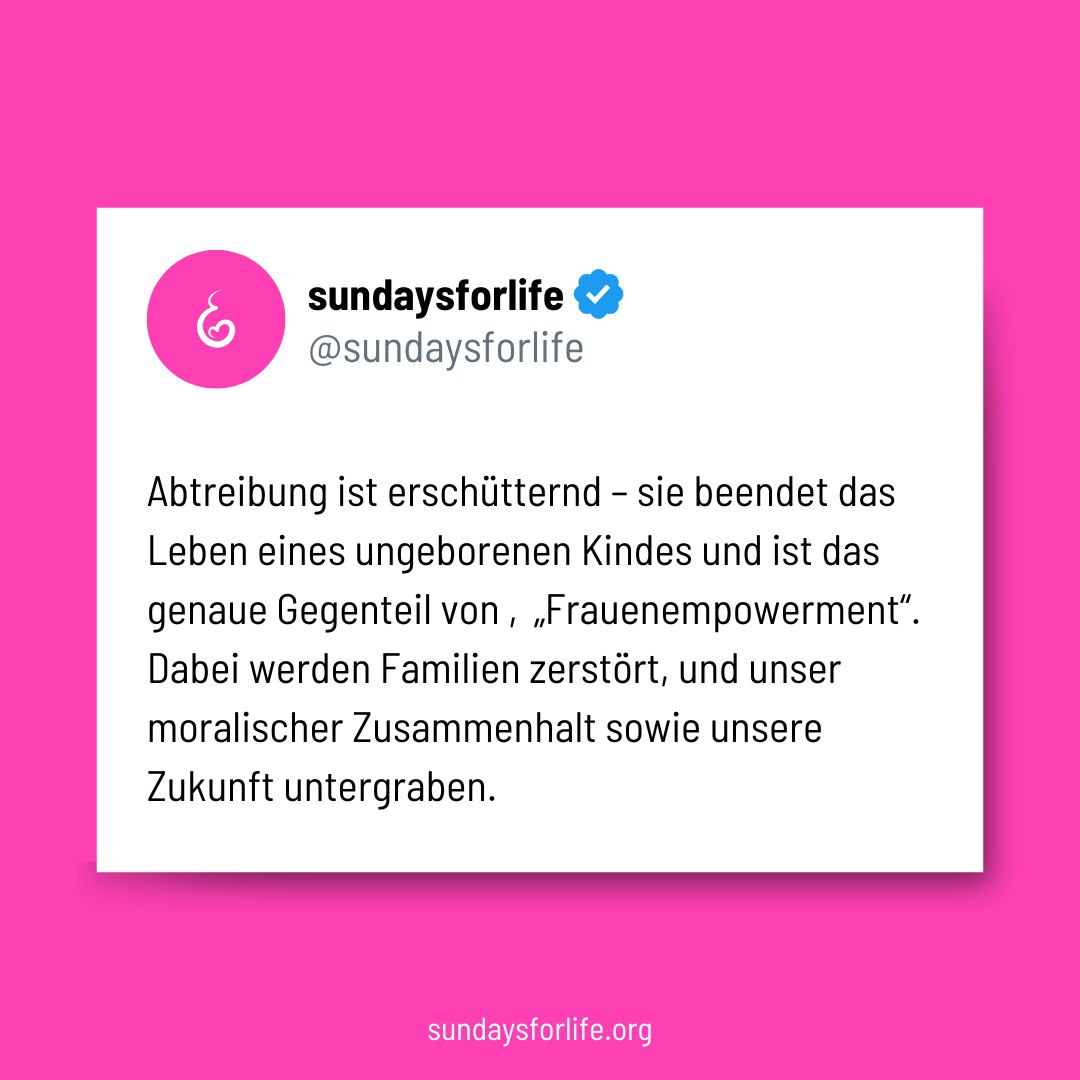 sundaysforlife
@sundaysforlife
Abtreibung ist erschütternd – sie beendet das
Leben eines ungeborenen Kindes und ist das
genaue Gegenteil von ,  „Frauenempowerment“.
Dabei werden Familien zerstört, und unser
moralischer Zusammenhalt sowie unsere
Zukunft untergraben.
sundaysforlife.org